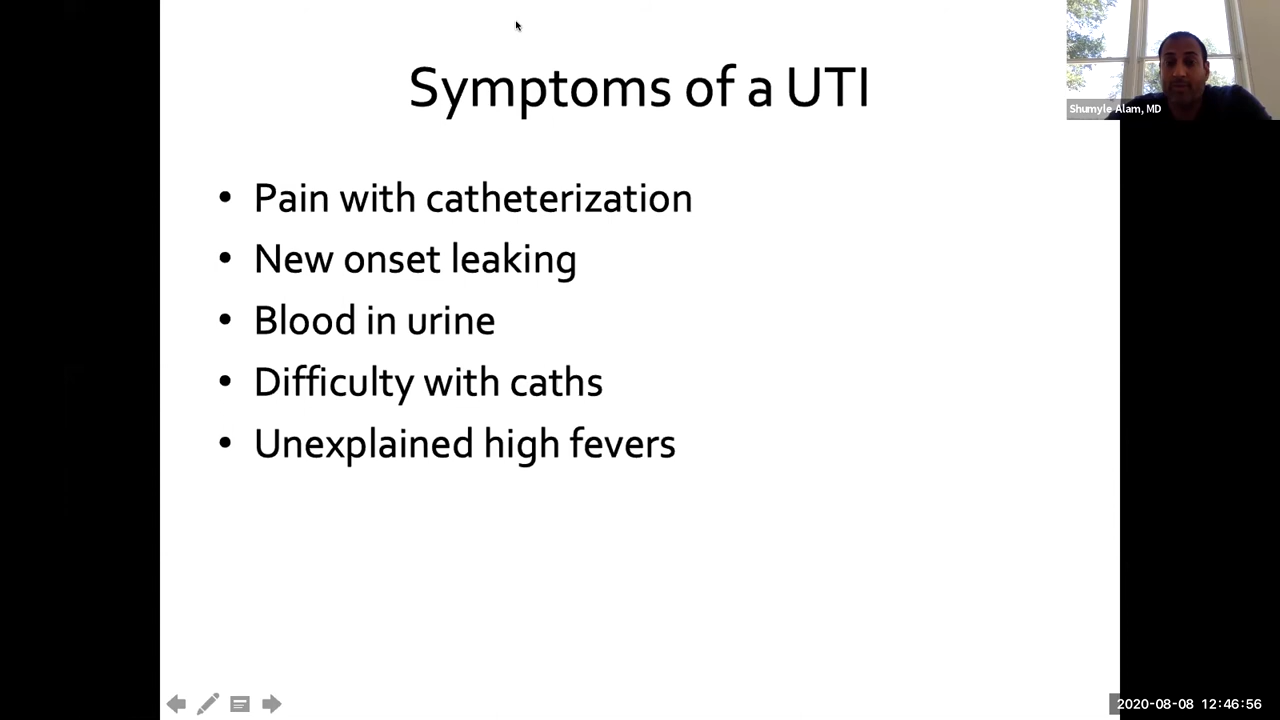 Symptoms of a UTI
Shumyle Alam, MD
• Pain with catheterization
• New onset leaking
• Blood in urine
• Difficulty with caths
• Unexplained high fevers
2020-08-08 12:46:56